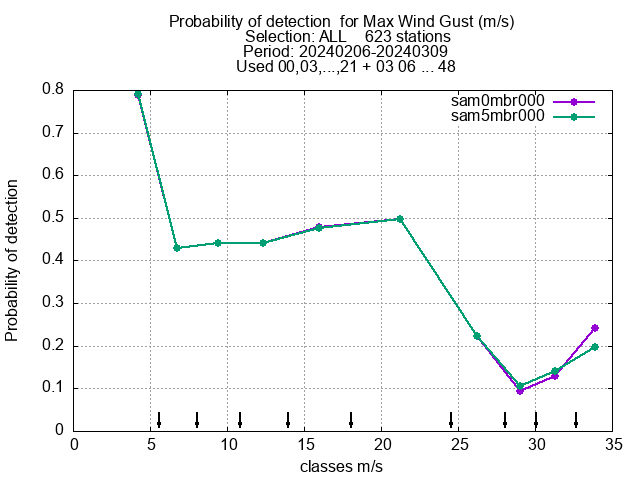 Probability of detection  for Max Wind Gust (m/s)
Selection: ALL    623 stations
Period: 20240206-20240309
Used 00,03,...,21 + 03 06 ... 48
sam0mbr000
sam5mbr000
0.8
0.7
0.6
0.5
0.4
0.3
0.2
0.1
0
Probability of detection
0 5 10 15 20 25 30 35
classes m/s